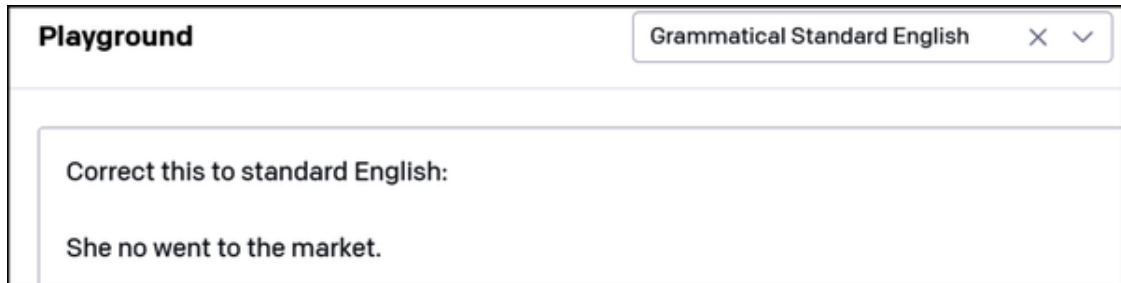 Playground
Grammatical Standard English
Correct this to standard English:
She no went to the market.